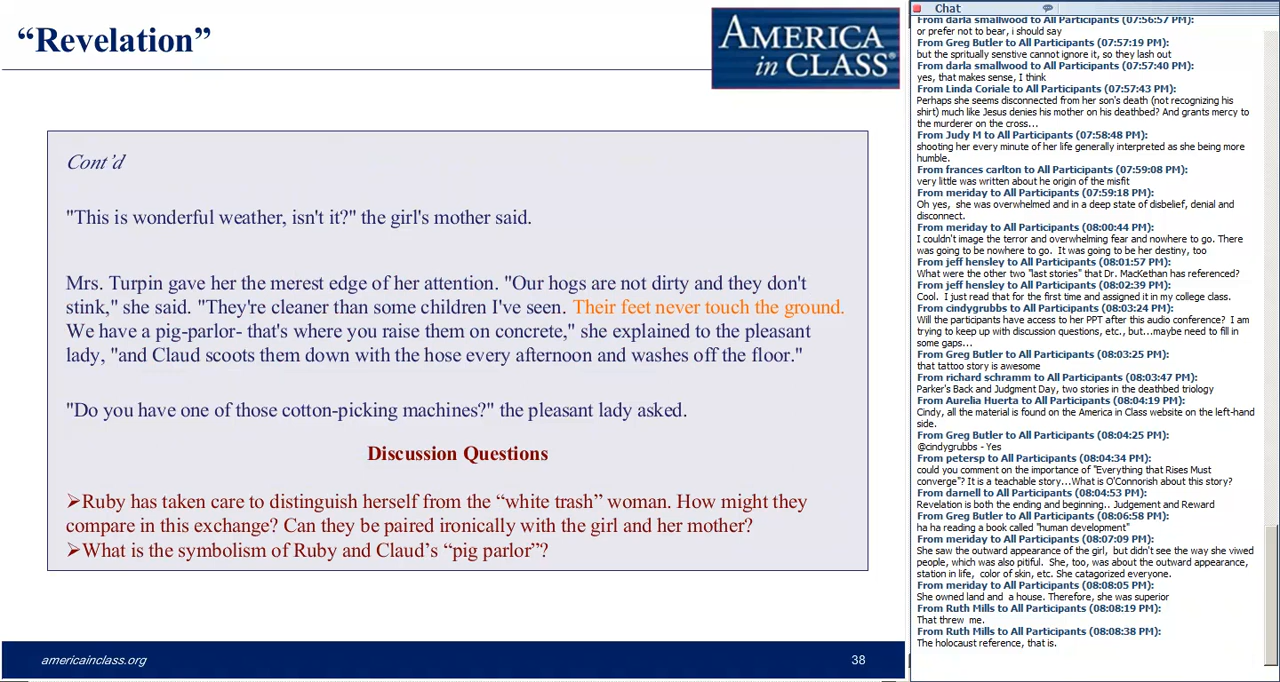 “Revelation”
AMERICA
in CLASS®
Cont’d
"This is wonderful weather, isn't it?" the girl's mother said.
Mrs. Turpin gave her the merest edge of her attention. "Our hogs are not dirty and they don't
stink," she said. "They're cleaner than some children I've seen. Their feet never touch the ground.
We have a pig-parlor- that's where you raise them on concrete," she explained to the pleasant
lady, "and Claud scoots them down with the hose every afternoon and washes off the floor."
"Do you have one of those cotton-picking machines?" the pleasant lady asked.
Discussion Questions
➢Ruby has taken care to distinguish herself from the “white trash” woman. How might they
compare in this exchange? Can they be paired ironically with the girl and her mother?
➢What is the symbolism of Ruby and Claud’s “pig parlor”?
americainclass.org
38
Chat
From darla smallwood to All Participants (07:56:57 PM):
or prefer not to bear, i should say
From Greg Butler to All Participants (07:57:19 PM):
but the spritually senstive cannot ignore it, so they lash out
From darla smallwood to All Participants (07:57:40 PM):
yes, that makes sense, I think
From Linda Coriale to All Participants (07:57:43 PM):
Perhaps she seems disconnected from her son's death (not recognizing his
shirt) much like Jesus denies his mother on his deathbed? And grants mercy to
the murderer on the cross...
From Judy M to All Participants (07:58:48 PM):
shooting her every minute of her life generally interpreted as she being more
humble.
From frances carlton to All Participants (07:59:08 PM):
very little was written about he origin of the misfit
From meriday to All Participants (07:59:18 PM):
Oh yes, she was overwhelmed and in a deep state of disbelief, denial and
disconnect.
From meriday to All Participants (08:00:44 PM):
I couldn't image the terror and overwhelming fear and nowhere to go. There
was going to be nowhere to go. It was going to be her destiny, too
From jeff hensley to All Participants (08:01:57 PM):
What were the other two "last stories" that Dr. MacKethan has referenced?
From jeff hensley to All Participants (08:02:39 PM):
Cool. I just read that for the first time and assigned it in my college class.
From cindygrubbs to All Participants (08:03:24 PM):
Will the participants have access to her PPT after this audio conference? I am
trying to keep up with discussion questions, etc., but...maybe need to fill in
some gaps...
From Greg Butler to All Participants (08:03:25 PM):
that tattoo story is awesome
From richard schramm to All Participants (08:03:47 PM):
Parker's Back and Judgment Day, two stories in the deathbed triology
From Aurelia Huerta to All Participants (08:04:19 PM):
Cindy, all the material is found on the America in Class website on the left-hand
side.
From Greg Butler to All Participants (08:04:25 PM):
@cindygrubbs - Yes
From petersp to All Participants (08:04:34 PM):
could you comment on the importance of "Everything that Rises Must
converge"? It is a teachable story...What is O'Connorish about this story?
From darnell to All Participants (08:04:53 PM):
Revelation is both the ending and beginning.. Judgement and Reward
From Greg Butler to All Participants (08:06:58 PM):
ha ha reading a book called "human development"
From meriday to All Participants (08:07:09 PM):
She saw the outward appearance of the girl, but didn't see the way she viwed
people, which was also pitiful. She, too, was about the outward appearance,
station in life, color of skin, etc. She catagorized everyone.
From meriday to All Participants (08:08:05 PM):
She owned land and a house. Therefore, she was superior
From Ruth Mills to All Participants (08:08:19 PM):
That threw me.
From Ruth Mills to All Participants (08:08:38 PM):
The holocaust reference, that is.